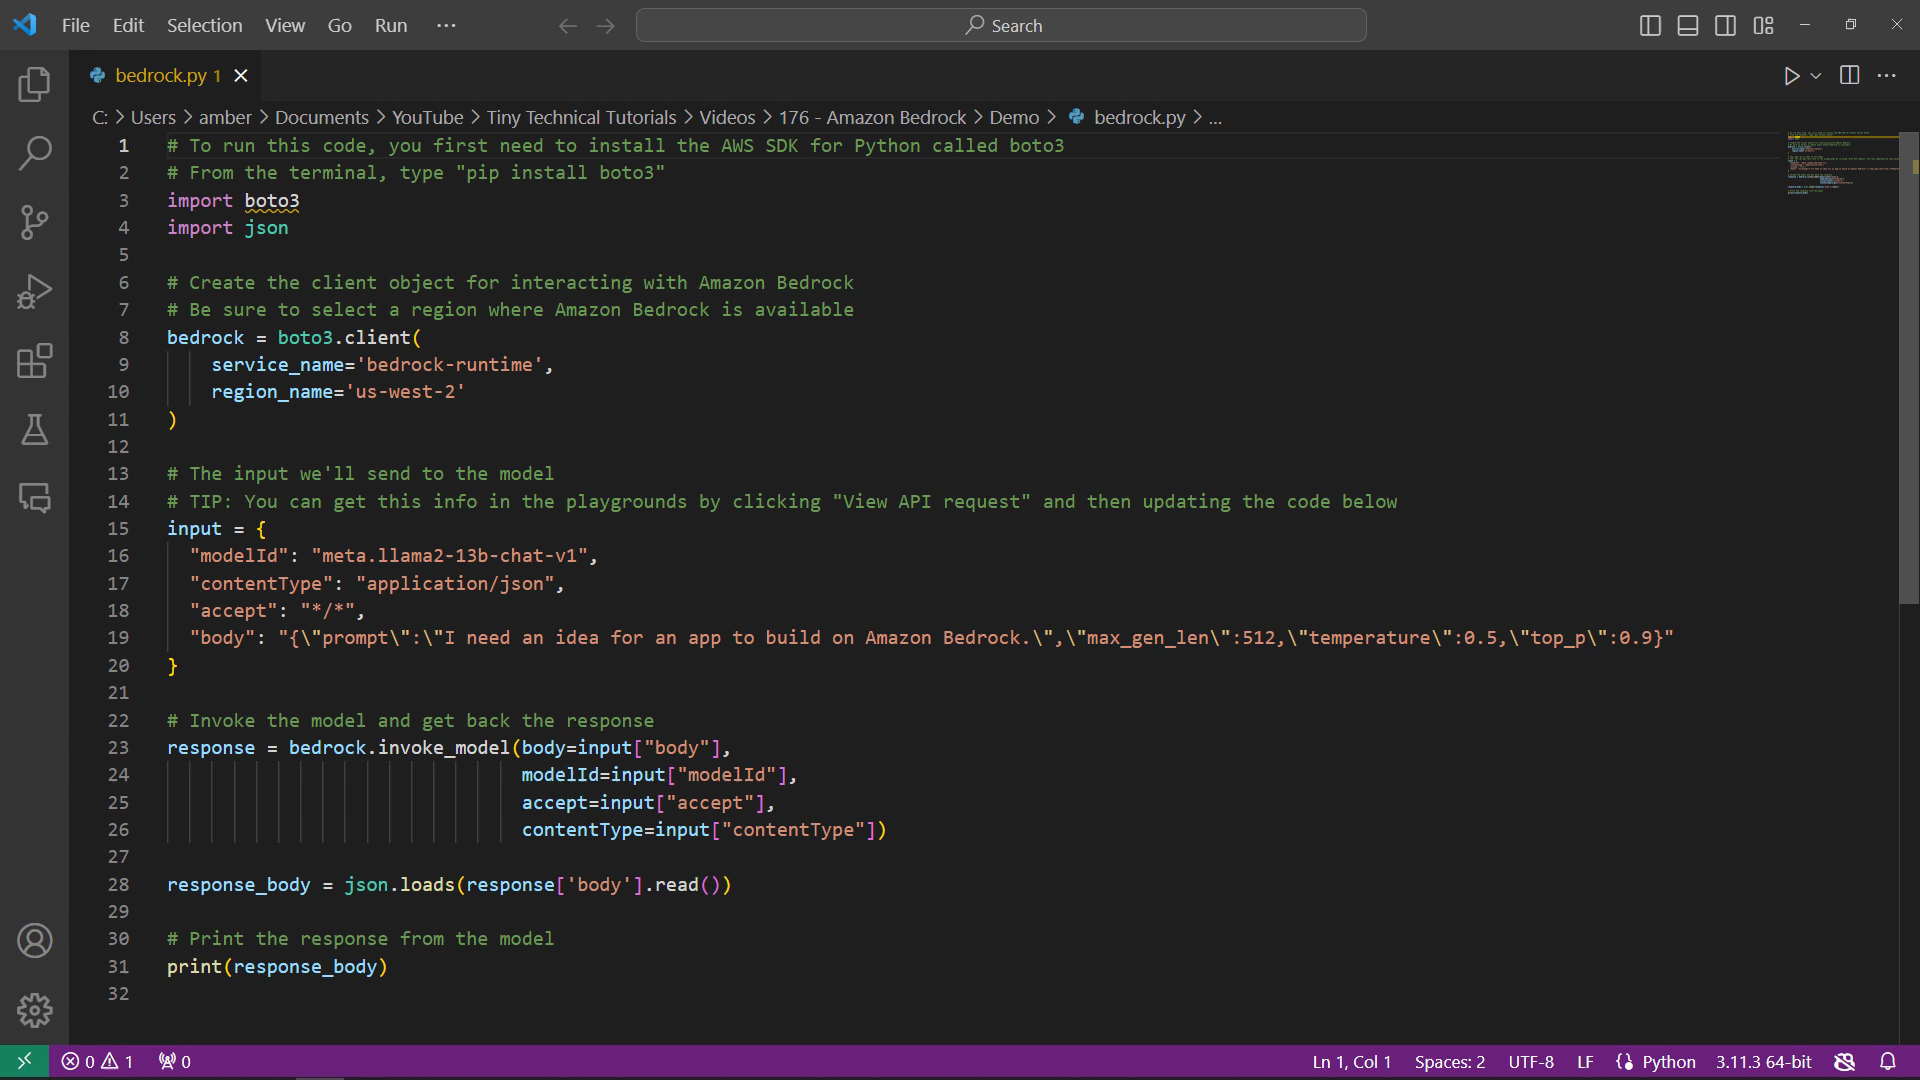 File Edit Selection View Go Run ··· Search
bedrock.py 1
C: > Users > amber > Documents > YouTube > Tiny Technical Tutorials > Videos > 176 - Amazon Bedrock > Demo > bedrock.py > ...
1 # To run this code, you first need to install the AWS SDK for Python called boto3
2 # From the terminal, type "pip install boto3"
3 import boto3
4 import json
5
6 # Create the client object for interacting with Amazon Bedrock
7 # Be sure to select a region where Amazon Bedrock is available
8 bedrock = boto3.client(
9 service_name='bedrock-runtime',
10 region_name='us-west-2'
11 )
12
13 # The input we'll send to the model
14 # TIP: You can get this info in the playgrounds by clicking "View API request" and then updating the code below
15 input = {
16 "modelId": "meta.llama2-13b-chat-v1",
17 "contentType": "application/json",
18 "accept": "*/*",
19 "body": "{\"prompt\":\"I need an idea for an app to build on Amazon Bedrock.\",\"max_gen_len\":512,\"temperature\":0.5,\"top_p\":0.9}"
20 }
21
22 # Invoke the model and get back the response
23 response = bedrock.invoke_model(body=input["body"],
24 modelId=input["modelId"],
25 accept=input["accept"],
26 contentType=input["contentType"])
27
28 response_body = json.loads(response['body'].read())
29
30 # Print the response from the model
31 print(response_body)
32
0 1 0 Ln 1, Col 1 Spaces: 2 UTF-8 LF Python 3.11.3 64-bit